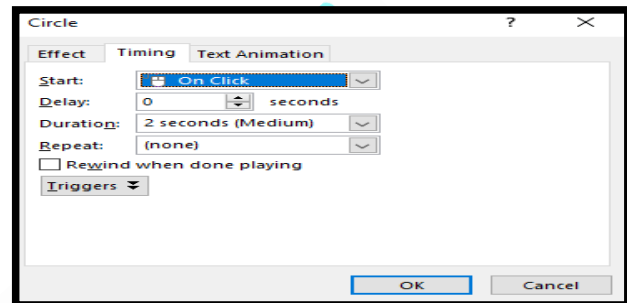 Circle ? ×
Effect Timing Text Animation
Start: On Click
Delay: 0 seconds
Duration: 2 seconds (Medium)
Repeat: (none)
Rewind when done playing
Triggers
OK Cancel